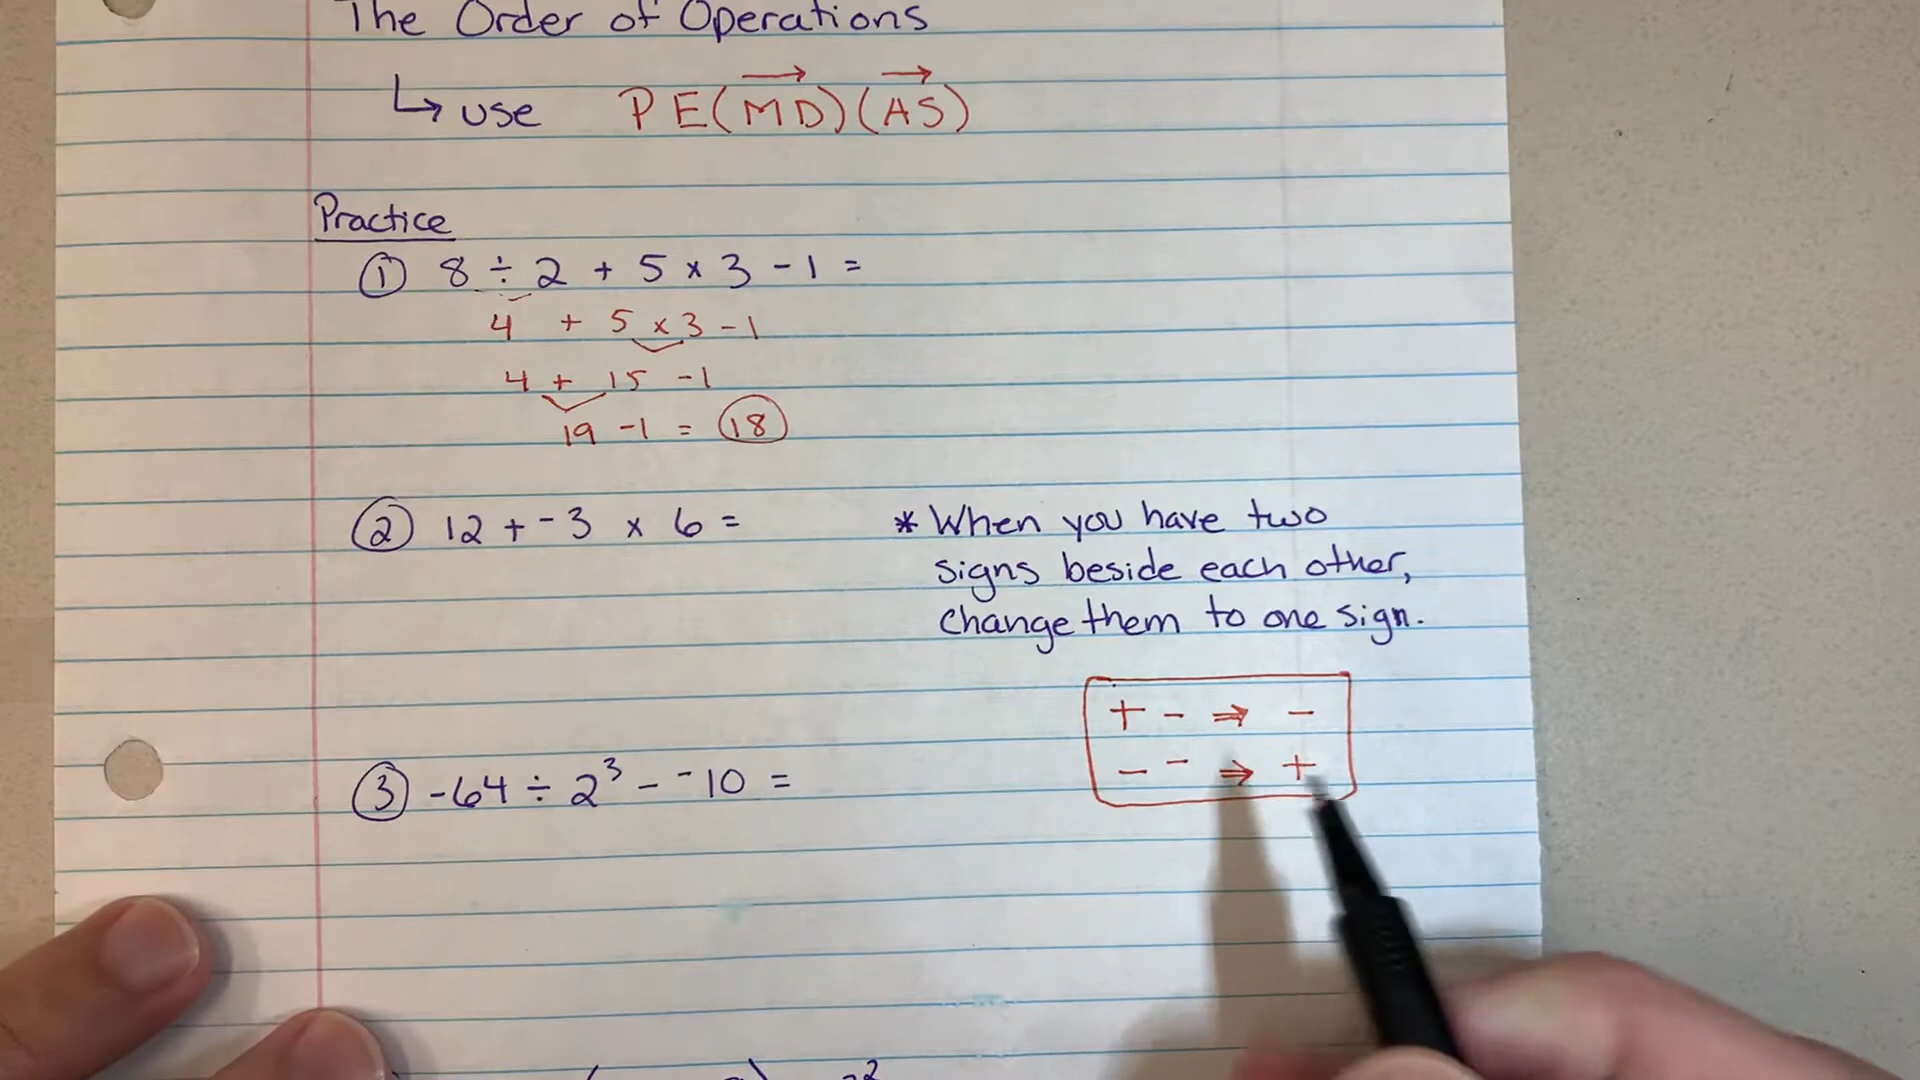 The Order of Operations
↳ use PE(MD)(AS)
Practice
① 8 ÷ 2 + 5 × 3 - 1 =
4 + 5 × 3 - 1
4 + 15 - 1
19 - 1 = 18
② 12 + -3 × 6 =
* When you have two
signs beside each other,
change them to one sign.
+ - ⇒ -
- - ⇒ +
③ -64 ÷ 2³ - -10 =